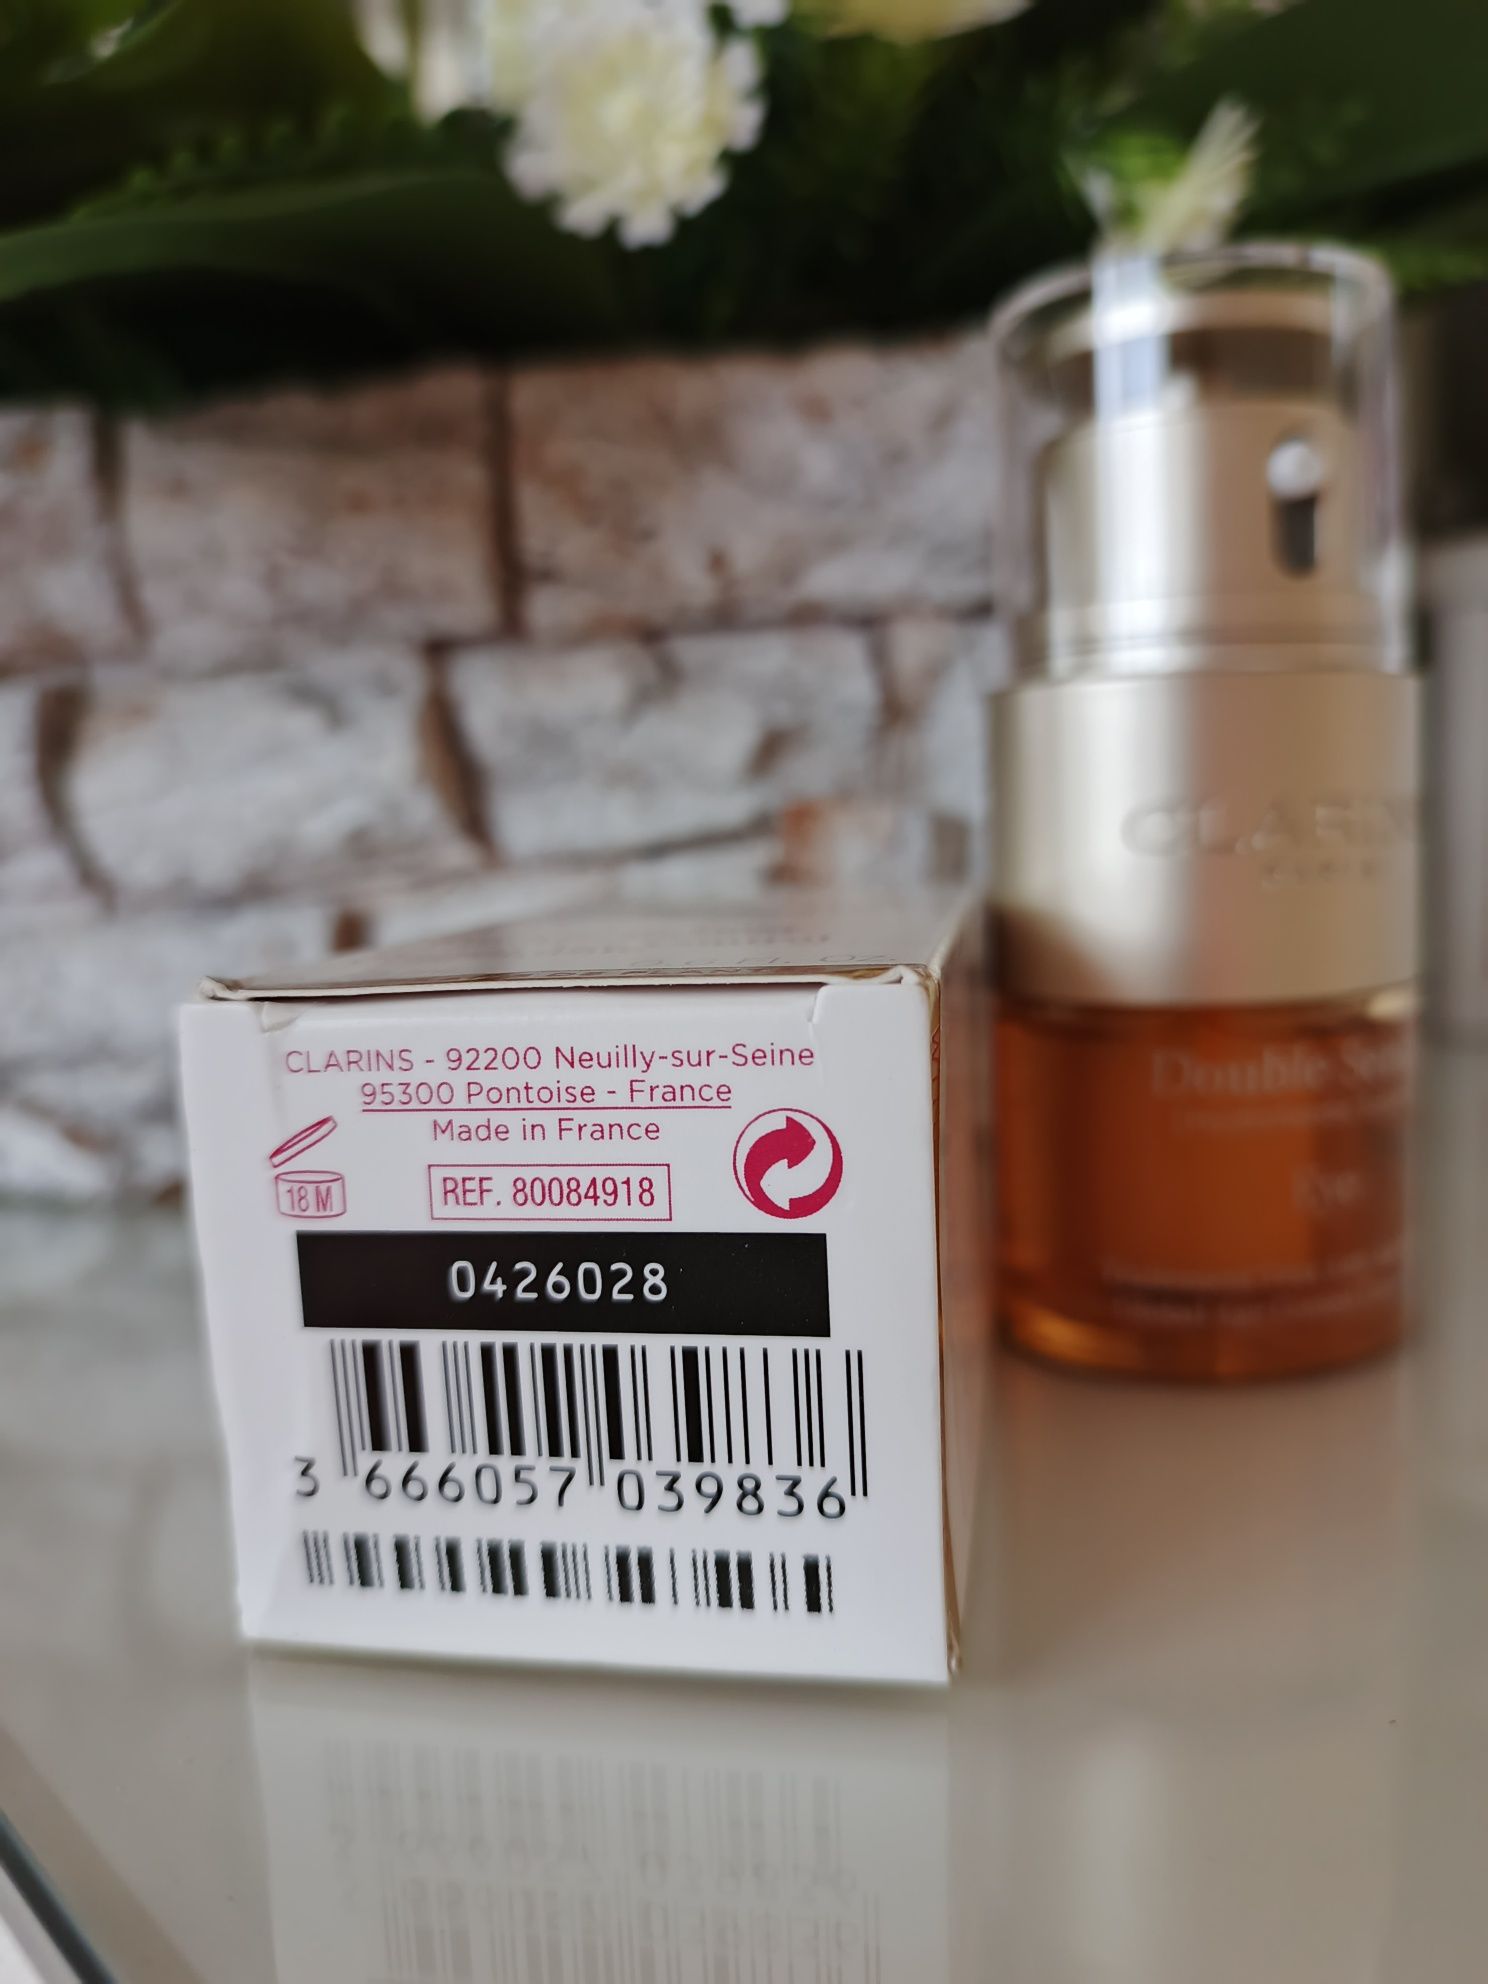 CLARINS - 92200 Neuilly-sur-Seine
95300 Pontoise - France
Made in France
18 M
REF. 80084918
0426028
3 666057 039836
CLARINS
Double
Eye